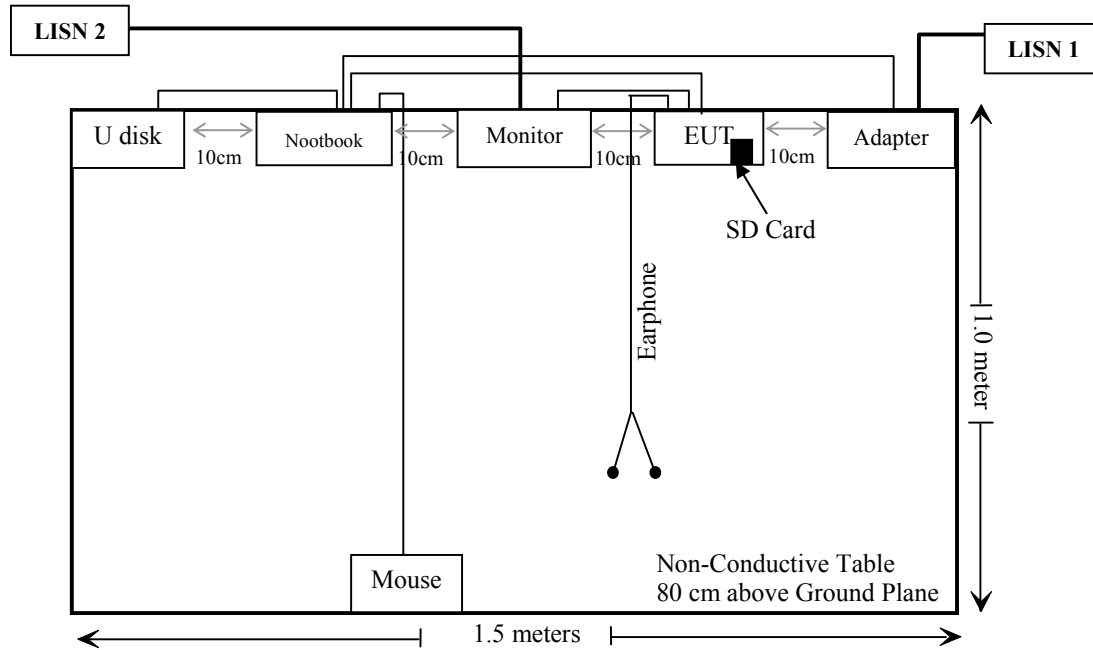 LISN 2
LISN 1
U disk
Nootbook
Monitor
EUT
Adapter
10cm
10cm
10cm
10cm
SD Card
Earphone
1.0 meter
Mouse
Non-Conductive Table
80 cm above Ground Plane
1.5 meters